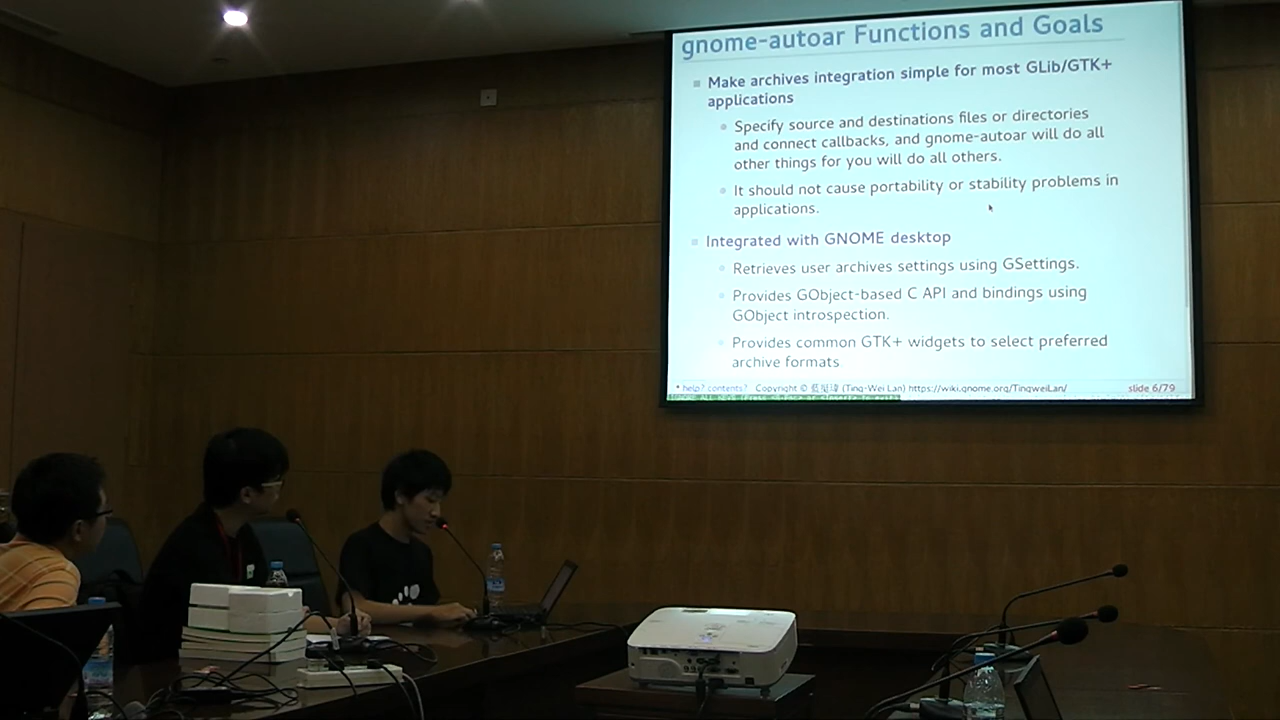 gnome-autoar Functions and Goals
Make archives integration simple for most GLib/GTK+
applications
Specify source and destinations files or directories
and connect callbacks, and gnome-autoar will do all
other things for you will do all others.
It should not cause portability or stability problems in
applications.
Integrated with GNOME desktop
Retrieves user archives settings using GSettings.
Provides GObject-based C API and bindings using
GObject introspection.
Provides common GTK+ widgets to select preferred
archive formats
* help? contents? Copyright © (Ting-Wei Lan) https://wiki.gnome.org/TingweiLan/ slide 6/79